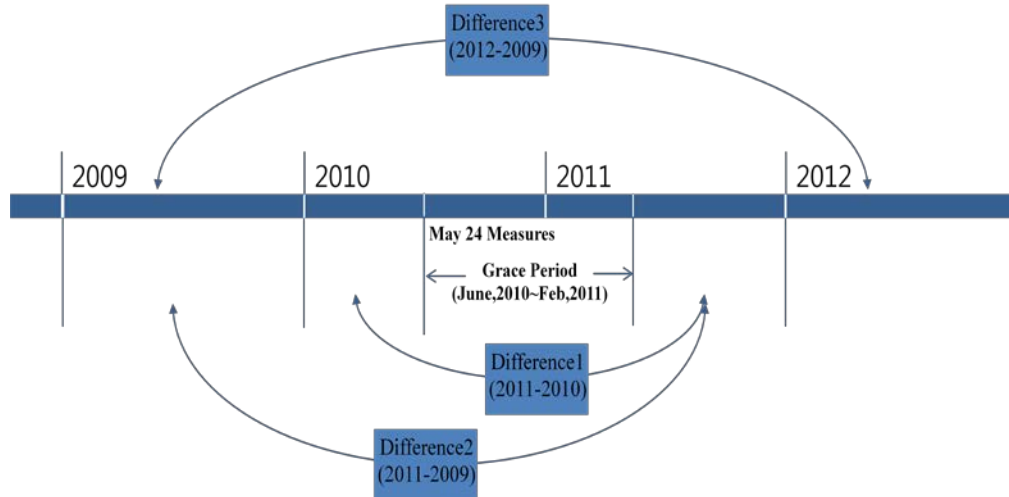 Difference3
(2012-2009)
2009
2010
2011
2012
May 24 Measures
Grace Period
(June,2010~Feb,2011)
Difference1
(2011-2010)
Difference2
(2011-2009)